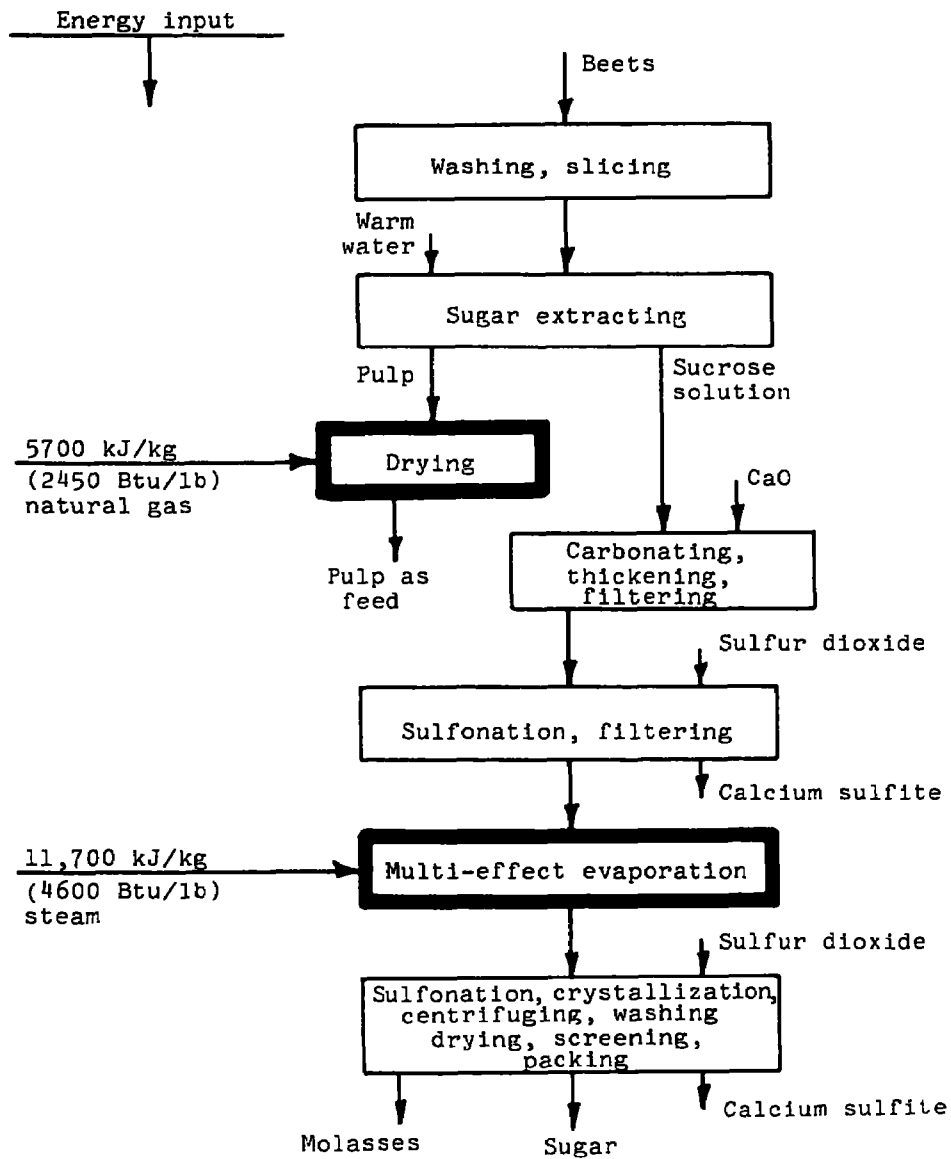 Energy input
Beets
Washing, slicing
Warm
water
Sugar extracting
Pulp
Sucrose
solution
5700 kJ/kg
(2450 Btu/lb)
natural gas
Drying
CaO
Pulp as
feed
Carbonating,
thickening,
filtering
Sulfur dioxide
Sulfonation, filtering
Calcium sulfite
11,700 kJ/kg
(4600 Btu/lb)
steam
Multi-effect evaporation
Sulfur dioxide
Sulfonation, crystallization,
centrifuging, washing
drying, screening,
packing
Calcium sulfite
Molasses
Sugar